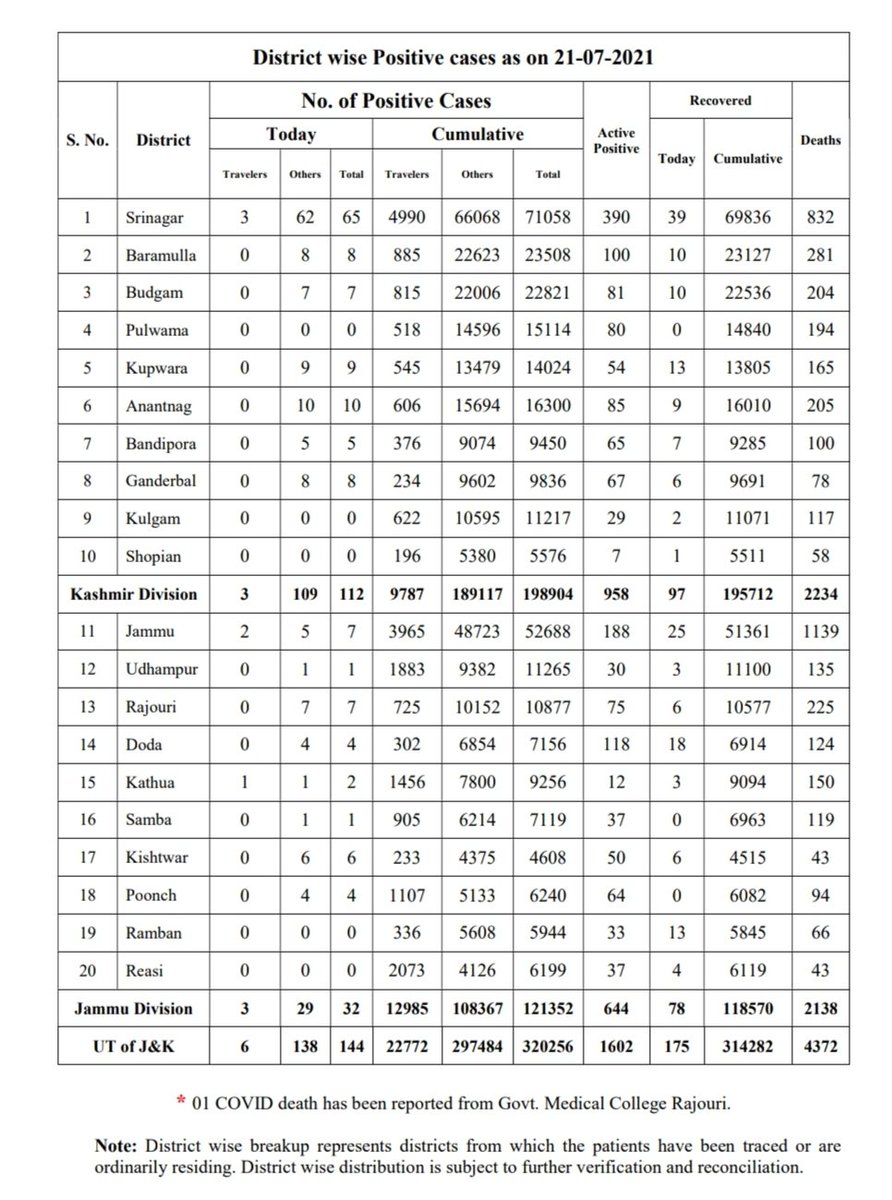 District wise Positive cases as on 21-07-2021
S. No. District No. of Positive Cases Active Positive Recovered Deaths
Today Cumulative Today Cumulative
Travelers Others Total Travelers Others Total
1 Srinagar 3 62 65 4990 66068 71058 390 39 69836 832
2 Baramulla 0 8 8 885 22623 23508 100 10 23127 281
3 Budgam 0 7 7 815 22006 22821 81 10 22536 204
4 Pulwama 0 0 0 518 14596 15114 80 0 14840 194
5 Kupwara 0 9 9 545 13479 14024 54 13 13805 165
6 Anantnag 0 10 10 606 15694 16300 85 9 16010 205
7 Bandipora 0 5 5 376 9074 9450 65 7 9285 100
8 Ganderbal 0 8 8 234 9602 9836 67 6 9691 78
9 Kulgam 0 0 0 622 10595 11217 29 2 11071 117
10 Shopian 0 0 0 196 5380 5576 7 1 5511 58
Kashmir Division 3 109 112 9787 189117 198904 958 97 195712 2234
11 Jammu 2 5 7 3965 48723 52688 188 25 51361 1139
12 Udhampur 0 1 1 1883 9382 11265 30 3 11100 135
13 Rajouri 0 7 7 725 10152 10877 75 6 10577 225
14 Doda 0 4 4 302 6854 7156 118 18 6914 124
15 Kathua 1 1 2 1456 7800 9256 12 3 9094 150
16 Samba 0 1 1 905 6214 7119 37 0 6963 119
17 Kishtwar 0 6 6 233 4375 4608 50 6 4515 43
18 Poonch 0 4 4 1107 5133 6240 64 0 6082 94
19 Ramban 0 0 0 336 5608 5944 33 13 5845 66
20 Reasi 0 0 0 2073 4126 6199 37 4 6119 43
Jammu Division 3 29 32 12985 108367 121352 644 78 118570 2138
UT of J&K 6 138 144 22772 297484 320256 1602 175 314282 4372
* 01 COVID death has been reported from Govt. Medical College Rajouri.
Note: District wise breakup represents districts from which the patients have been traced or are
ordinarily residing. District wise distribution is subject to further verification and reconciliation.